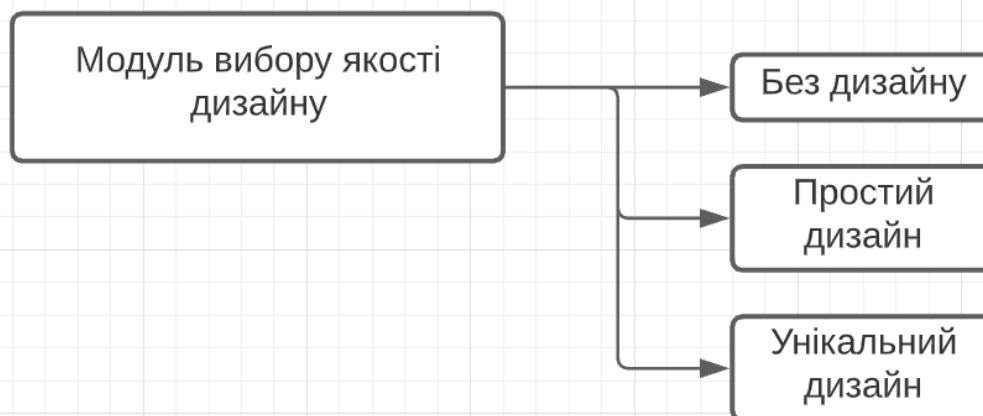 Модуль вибору якості
дизайну
Без дизайну
Простий
дизайн
Унікальний
дизайн